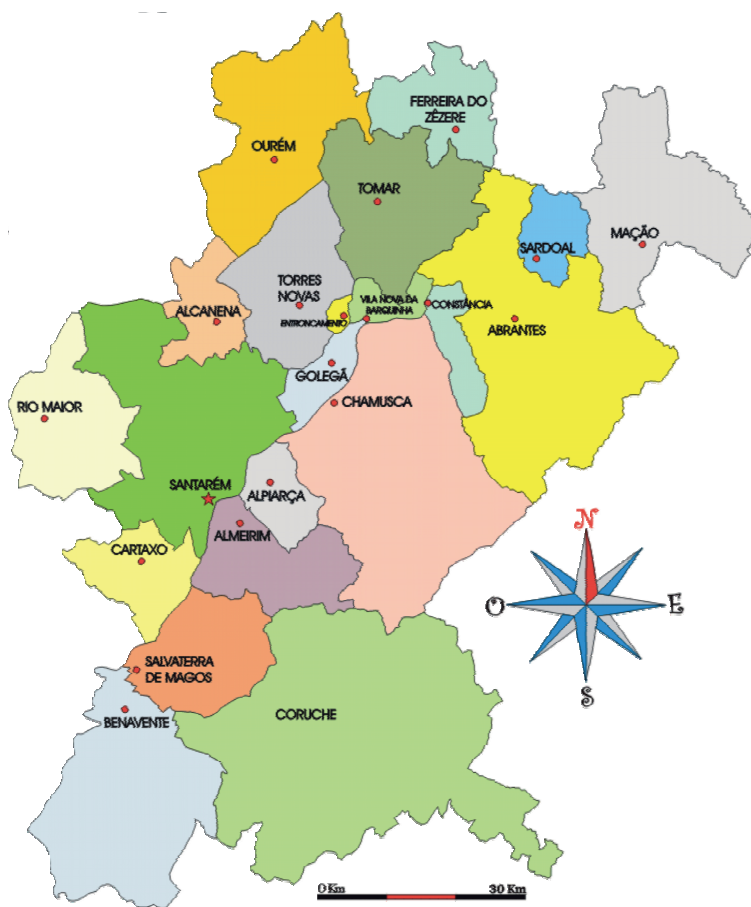 FERREIRA DO
ZÊZERE
OURÉM
TOMAR
MAÇÃO
SARDOAL
TORRES
NOVAS
VILA NOVA DA
BARQUINHA
CONSTÂNCIA
ALCANENA
ENTRONCAMENTO
ABRANTES
GOLEGÃ
CHAMUSCA
RIO MAIOR
SANTARÉM
ALPIARÇA
ALMEIRIM
CARTAXO
N
O
E
S
SALVATERRA
DE MAGOS
BENAVENTE
CORUCHE
0 Km
30 Km